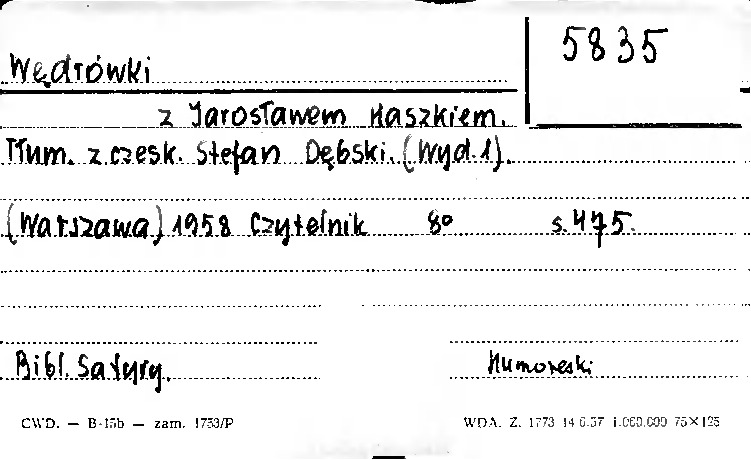 5835
Wędrówki
z Jarosławem Haszkiem.
Tłum. z czesk. Stefan Dębski. (Wyd. 1).
(Warszawa) 1958 Czytelnik 8° s. 475.
Bibl. Satyry. Humoreski
CWD. — B-15b — zam. 1753/P WDA. Z. 1773 14.6.57 1.000.000 75×125